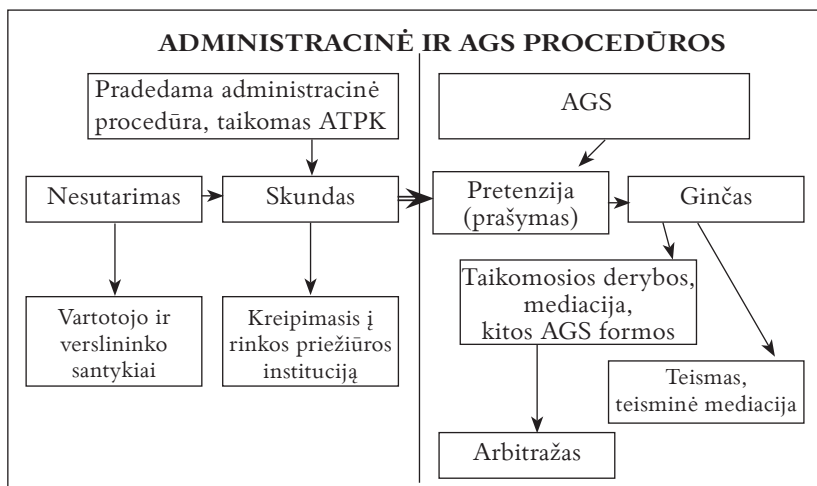 ADMINISTRACINĖ IR AGS PROCEDŪROS
Pradedama administracinė
procedūra, taikomas ATPK
AGS
Nesutarimas
Skundas
Pretenzija
(prašymas)
Ginčas
Vartotojo ir
verslininko
santykiai
Kreipimasis į
rinkos priežiūros
instituciją
Taikomosios derybos,
mediacija,
kitos AGS formos
Teismas,
teisminė mediacija
Arbitražas